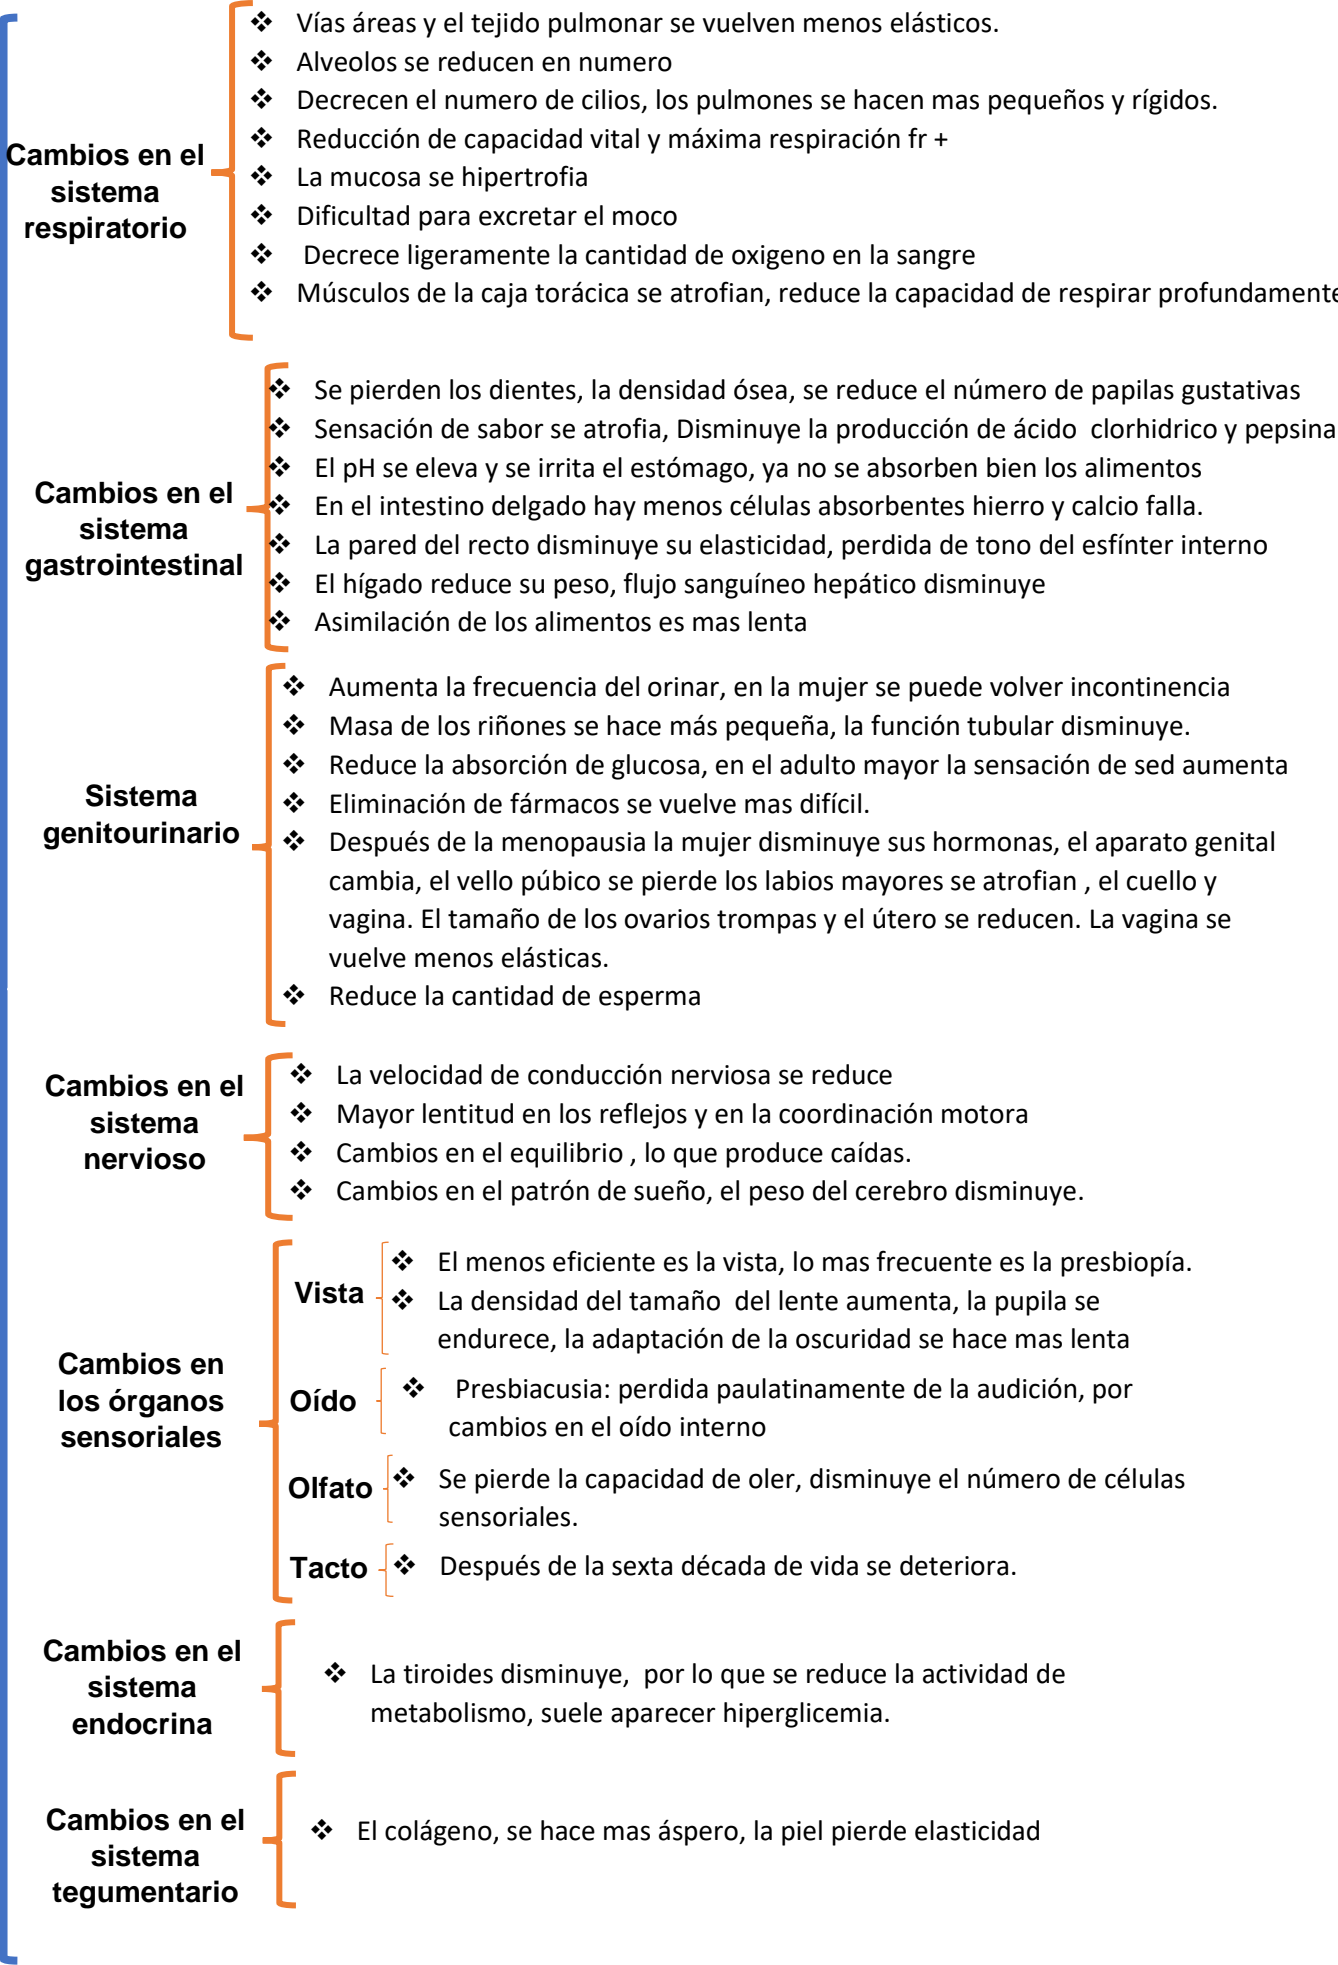 Cambios en el
sistema
respiratorio
❖ Vías áreas y el tejido pulmonar se vuelven menos elásticos.
❖ Alveolos se reducen en numero
❖ Decrecen el numero de cilios, los pulmones se hacen mas pequeños y rígidos.
❖ Reducción de capacidad vital y máxima respiración fr +
❖ La mucosa se hipertrofia
❖ Dificultad para excretar el moco
❖ Decrece ligeramente la cantidad de oxigeno en la sangre
❖ Músculos de la caja torácica se atrofian, reduce la capacidad de respirar profundamente
Cambios en el
sistema
gastrointestinal
❖ Se pierden los dientes, la densidad ósea, se reduce el número de papilas gustativas
❖ Sensación de sabor se atrofia, Disminuye la producción de ácido clorhidrico y pepsina
❖ El pH se eleva y se irrita el estómago, ya no se absorben bien los alimentos
❖ En el intestino delgado hay menos células absorbentes hierro y calcio falla.
❖ La pared del recto disminuye su elasticidad, perdida de tono del esfínter interno
❖ El hígado reduce su peso, flujo sanguíneo hepático disminuye
❖ Asimilación de los alimentos es mas lenta
Sistema
genitourinario
❖ Aumenta la frecuencia del orinar, en la mujer se puede volver incontinencia
❖ Masa de los riñones se hace más pequeña, la función tubular disminuye.
❖ Reduce la absorción de glucosa, en el adulto mayor la sensación de sed aumenta
❖ Eliminación de fármacos se vuelve mas difícil.
❖ Después de la menopausia la mujer disminuye sus hormonas, el aparato genital
cambia, el vello púbico se pierde los labios mayores se atrofian , el cuello y
vagina. El tamaño de los ovarios trompas y el útero se reducen. La vagina se
vuelve menos elásticas.
❖ Reduce la cantidad de esperma
Cambios en el
sistema
nervioso
❖ La velocidad de conducción nerviosa se reduce
❖ Mayor lentitud en los reflejos y en la coordinación motora
❖ Cambios en el equilibrio , lo que produce caídas.
❖ Cambios en el patrón de sueño, el peso del cerebro disminuye.
Cambios en
los órganos
sensoriales
Vista
❖ El menos eficiente es la vista, lo mas frecuente es la presbiopía.
❖ La densidad del tamaño del lente aumenta, la pupila se
endurece, la adaptación de la oscuridad se hace mas lenta
Oído
❖ Presbiacusia: perdida paulatinamente de la audición, por
cambios en el oído interno
Olfato
❖ Se pierde la capacidad de oler, disminuye el número de células
sensoriales.
Tacto
❖ Después de la sexta década de vida se deteriora.
Cambios en el
sistema
endocrina
❖ La tiroides disminuye, por lo que se reduce la actividad de
metabolismo, suele aparecer hiperglicemia.
Cambios en el
sistema
tegumentario
❖ El colágeno, se hace mas áspero, la piel pierde elasticidad